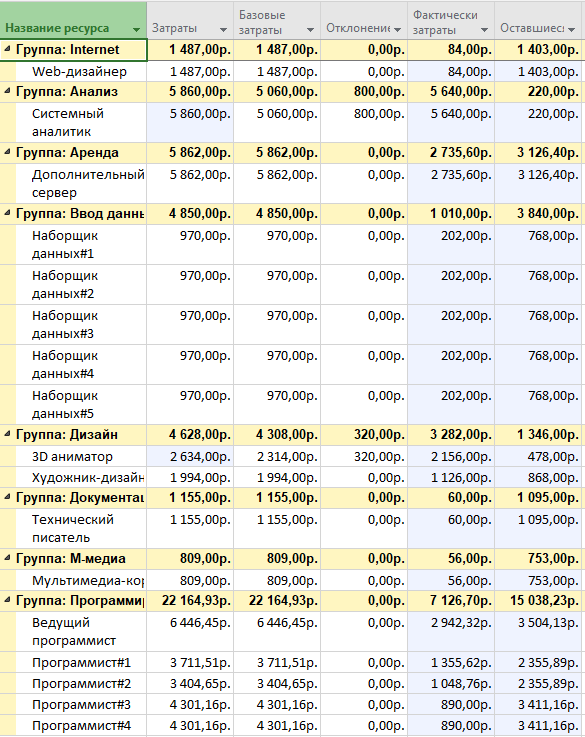 Название ресурса Затраты Базовые затраты Отклонение Фактически затраты Оставшиес
Группа: Internet 1 487,00р. 1 487,00р. 0,00р. 84,00р. 1 403,00р.
Web-дизайнер 1 487,00р. 1 487,00р. 0,00р. 84,00р. 1 403,00р.
Группа: Анализ 5 860,00р. 5 060,00р. 800,00р. 5 640,00р. 220,00р.
Системный 5 860,00р. 5 060,00р. 800,00р. 5 640,00р. 220,00р.
аналитик
Группа: Аренда 5 862,00р. 5 862,00р. 0,00р. 2 735,60р. 3 126,40р.
Дополнительный 5 862,00р. 5 862,00р. 0,00р. 2 735,60р. 3 126,40р.
сервер
Группа: Ввод данны 4 850,00р. 4 850,00р. 0,00р. 1 010,00р. 3 840,00р.
Наборщик 970,00р. 970,00р. 0,00р. 202,00р. 768,00р.
данных#1
Наборщик 970,00р. 970,00р. 0,00р. 202,00р. 768,00р.
данных#2
Наборщик 970,00р. 970,00р. 0,00р. 202,00р. 768,00р.
данных#3
Наборщик 970,00р. 970,00р. 0,00р. 202,00р. 768,00р.
данных#4
Наборщик 970,00р. 970,00р. 0,00р. 202,00р. 768,00р.
данных#5
Группа: Дизайн 4 628,00р. 4 308,00р. 320,00р. 3 282,00р. 1 346,00р.
3D аниматор 2 634,00р. 2 314,00р. 320,00р. 2 156,00р. 478,00р.
Художник-дизайн 1 994,00р. 1 994,00р. 0,00р. 1 126,00р. 868,00р.
Группа: Документац 1 155,00р. 1 155,00р. 0,00р. 60,00р. 1 095,00р.
Технический 1 155,00р. 1 155,00р. 0,00р. 60,00р. 1 095,00р.
писатель
Группа: М-медиа 809,00р. 809,00р. 0,00р. 56,00р. 753,00р.
Мультимедиа-кор 809,00р. 809,00р. 0,00р. 56,00р. 753,00р.
Группа: Программир 22 164,93р. 22 164,93р. 0,00р. 7 126,70р. 15 038,23р.
Ведущий 6 446,45р. 6 446,45р. 0,00р. 2 942,32р. 3 504,13р.
программист
Программист#1 3 711,51р. 3 711,51р. 0,00р. 1 355,62р. 2 355,89р.
Программист#2 3 404,65р. 3 404,65р. 0,00р. 1 048,76р. 2 355,89р.
Программист#3 4 301,16р. 4 301,16р. 0,00р. 890,00р. 3 411,16р.
Программист#4 4 301,16р. 4 301,16р. 0,00р. 890,00р. 3 411,16р.